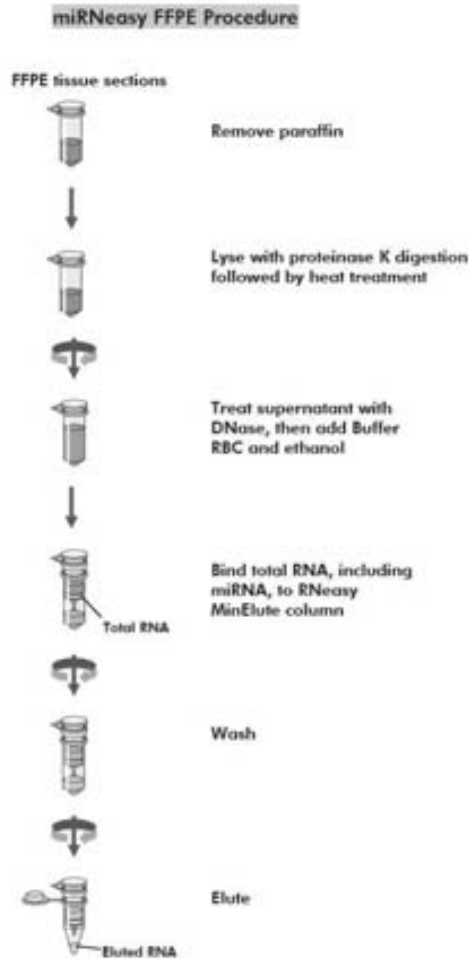 miRNeasy FFPE Procedure
FFPE tissue sections
Remove paraffin
Lyse with proteinase K digestion
followed by heat treatment
Treat supernatant with
DNase, then add Buffer
RBC and ethanol
Bind total RNA, including
miRNA, to RNeasy
MinElute column
Total RNA
Wash
Elute
Eluted RNA